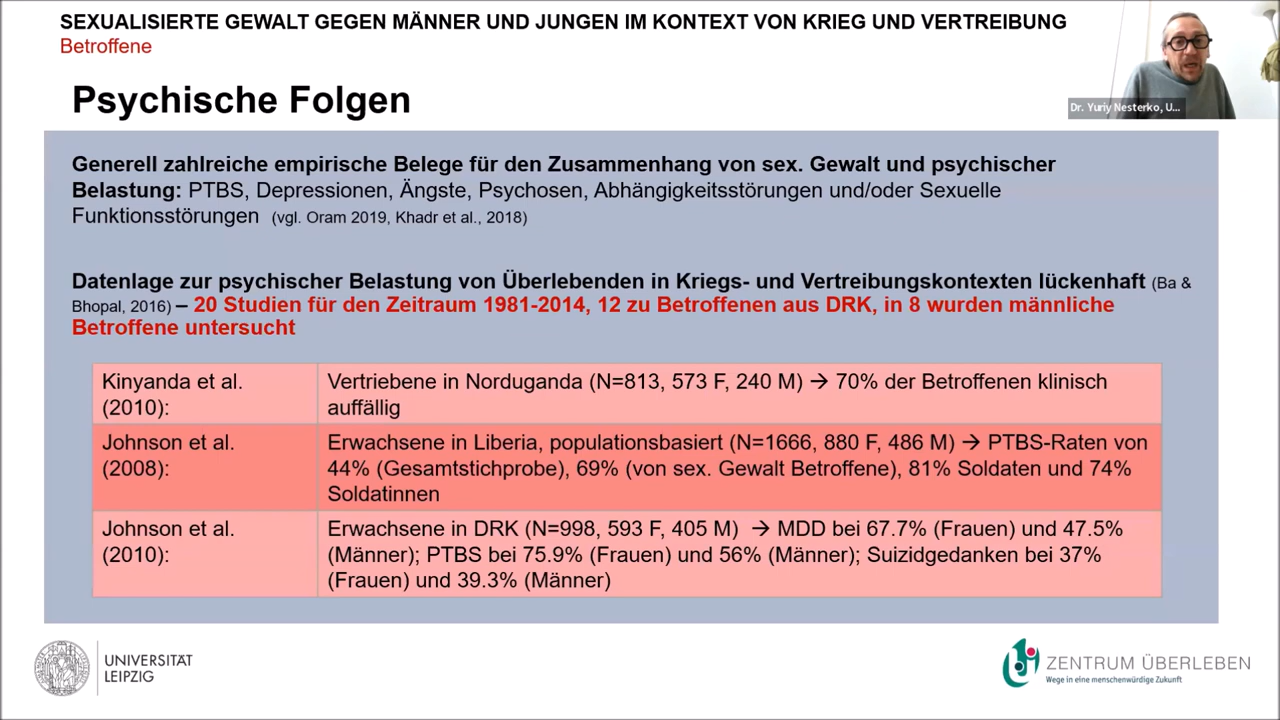 SEXUALISIERTE GEWALT GEGEN MÄNNER UND JUNGEN IM KONTEXT VON KRIEG UND VERTREIBUNG
Betroffene
Dr. Yuriy Nesterko, U...
Psychische Folgen
Generell zahlreiche empirische Belege für den Zusammenhang von sex. Gewalt und psychischer
Belastung: PTBS, Depressionen, Ängste, Psychosen, Abhängigkeitsstörungen und/oder Sexuelle
Funktionsstörungen (vgl. Oram 2019, Khadr et al., 2018)
Datenlage zur psychischer Belastung von Überlebenden in Kriegs- und Vertreibungskontexten lückenhaft (Ba &
Bhopal, 2016) – 20 Studien für den Zeitraum 1981-2014, 12 zu Betroffenen aus DRK, in 8 wurden männliche
Betroffene untersucht
Kinyanda et al.
(2010):
Vertriebene in Norduganda (N=813, 573 F, 240 M) → 70% der Betroffenen klinisch
auffällig
Johnson et al.
(2008):
Erwachsene in Liberia, populationsbasiert (N=1666, 880 F, 486 M) → PTBS-Raten von
44% (Gesamtstichprobe), 69% (von sex. Gewalt Betroffene), 81% Soldaten und 74%
Soldatinnen
Johnson et al.
(2010):
Erwachsene in DRK (N=998, 593 F, 405 M) → MDD bei 67.7% (Frauen) und 47.5%
(Männer); PTBS bei 75.9% (Frauen) und 56% (Männer); Suizidgedanken bei 37%
(Frauen) und 39.3% (Männer)
UNIVERSITÄT
LEIPZIG
ZENTRUM ÜBERLEBEN
Wege in eine menschenwürdige Zukunft